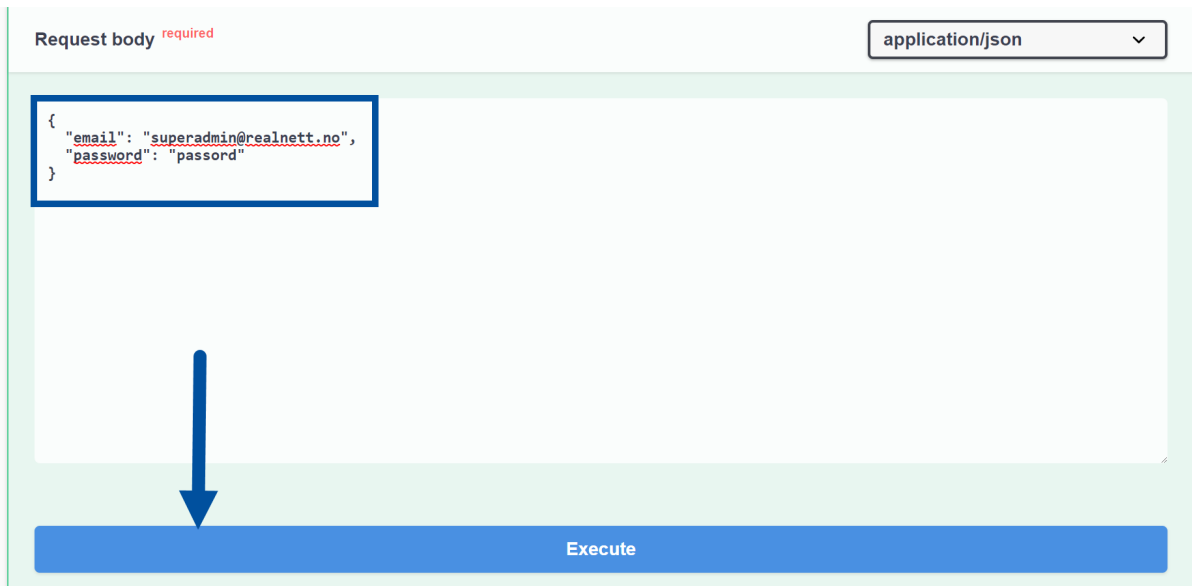 Request body required
application/json
{
"email": "superadmin@realnett.no",
"password": "passord"
}
Execute